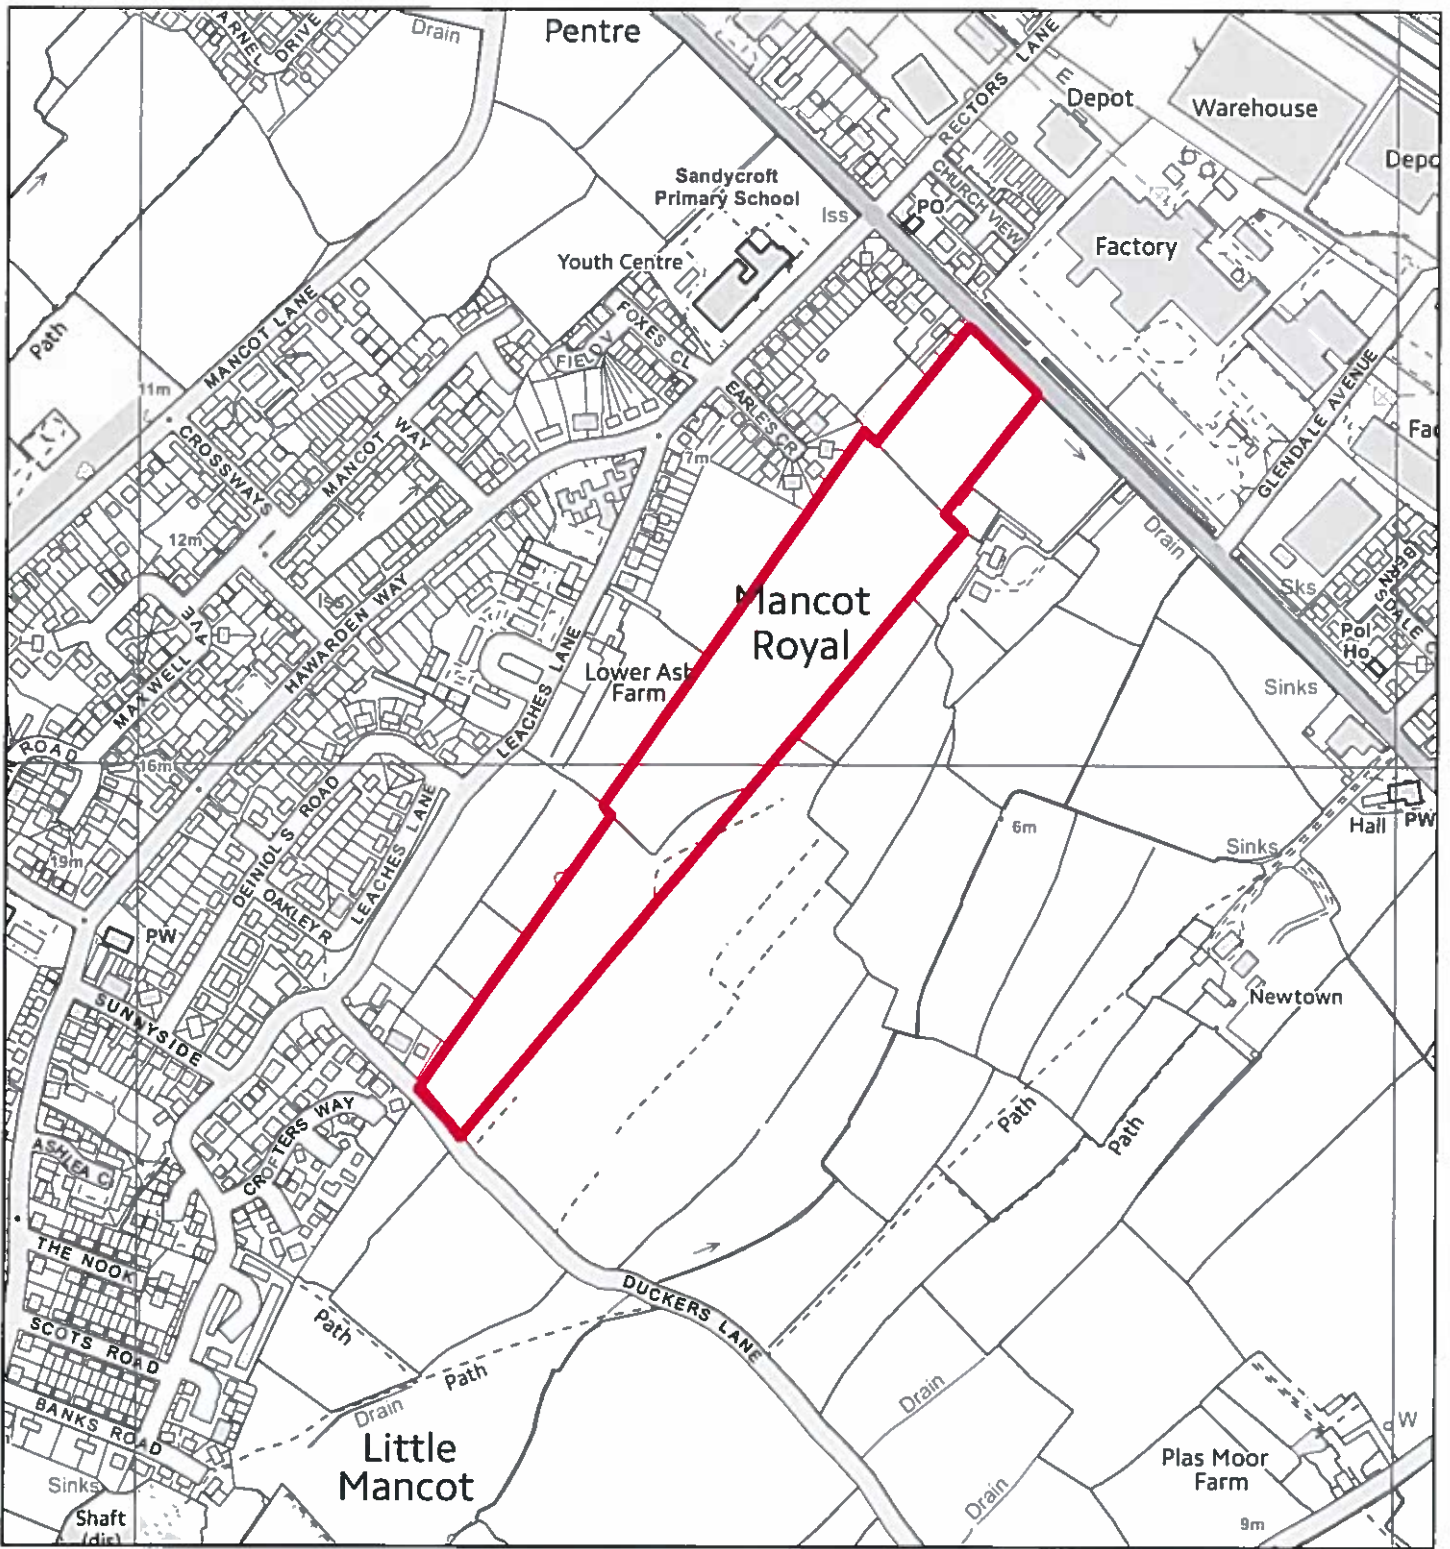 Drain
Pentre
RECTORS LANE
E
Depot
Warehouse
Depo
DRIVE
Sandycroft
Primary School
Iss
PO
CHURCH VIEW
Factory
Youth Centre
MANCOT LANE
Path
FOXES CL
FIELD V
11m
EARLES CR
CROSSWAYS
MANCOT WAY
7m
GLENDALE AVENUE
Fac
12m
Drain
Iss
HAWARDEN WAY
Mancot
Royal
Sks
BERNSDALE
Pol
Ho
MAXWELL AVE
LEACHES LANE
Lower Ash
Farm
Sinks
ROAD
16m
DEINIOL S ROAD
LEACHES LANE
6m
Hall
PW
Sinks
19m
OAKLEY R
PW
Newtown
SUNNYSIDE
CROFTERS WAY
Path
Path
ASHLEA C
THE NOOK
DUCKERS LANE
Path
SCOTS ROAD
Path
Drain
Drain
BANKS ROAD
Little
Mancot
W
Plas Moor
Farm
Sinks
Drain
Shaft
(dis)
9m